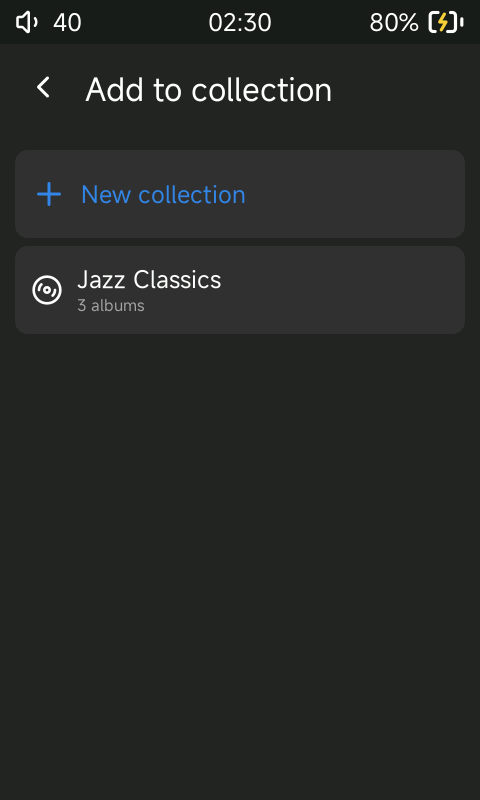 40 02:30 80%
Add to collection
New collection
Jazz Classics
3 albums